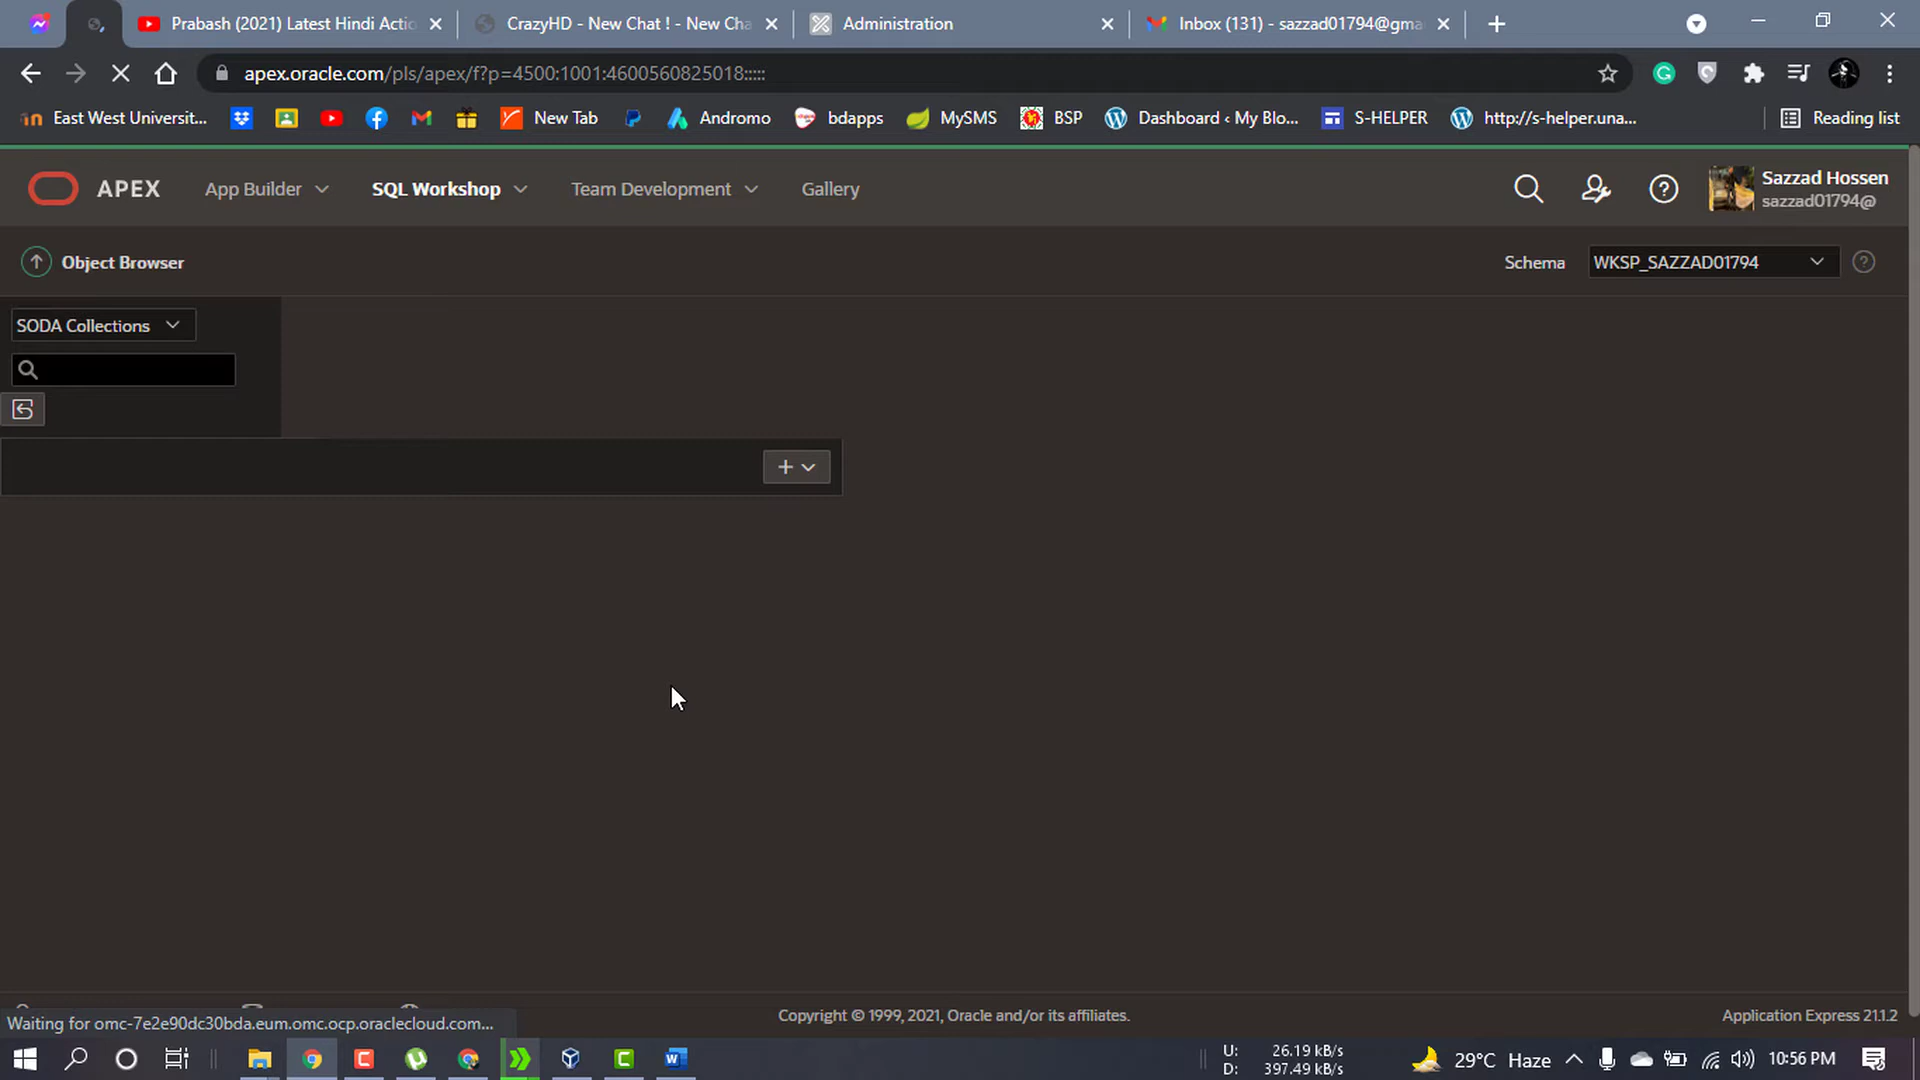 Prabash (2021) Latest Hindi Actio
CrazyHD - New Chat ! - New Cha
Administration
Inbox (131) - sazzad01794@gma
apex.oracle.com/pls/apex/f?p=4500:1001:4600560825018:::::
East West Universit...
New Tab
Andromo
bdapps
MySMS
BSP
Dashboard ‹ My Blo...
S-HELPER
http://s-helper.una...
Reading list
APEX
App Builder
SQL Workshop
Team Development
Gallery
Sazzad Hossen
sazzad01794@
Object Browser
Schema
WKSP_SAZZAD01794
SODA Collections
Copyright © 1999, 2021, Oracle and/or its affiliates.
Application Express 21.1.2
Waiting for omc-7e2e90dc30bda.eum.omc.ocp.oraclecloud.com...
U: 26.19 kB/s
D: 397.49 kB/s
29°C Haze
10:56 PM